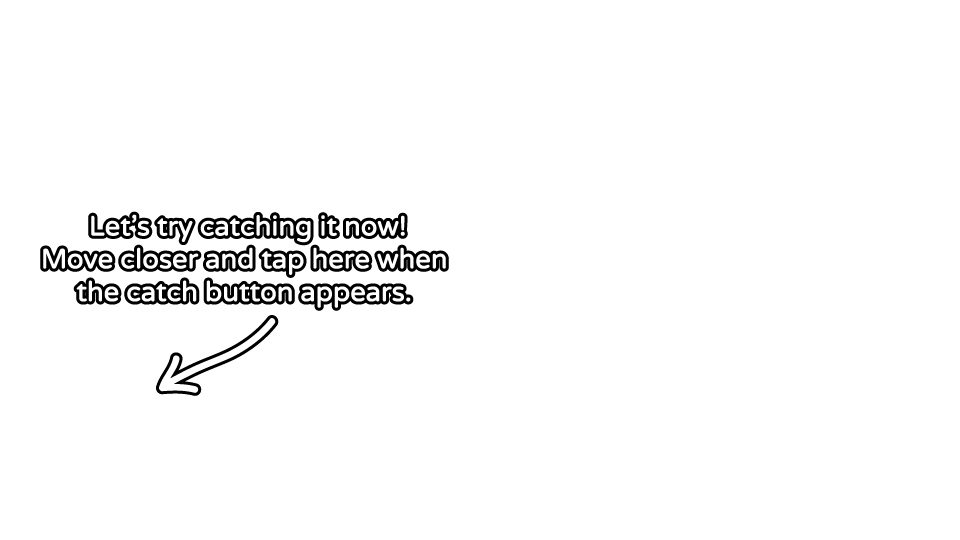 Let’s try catching it now!
Move closer and tap here when
the catch button appears.